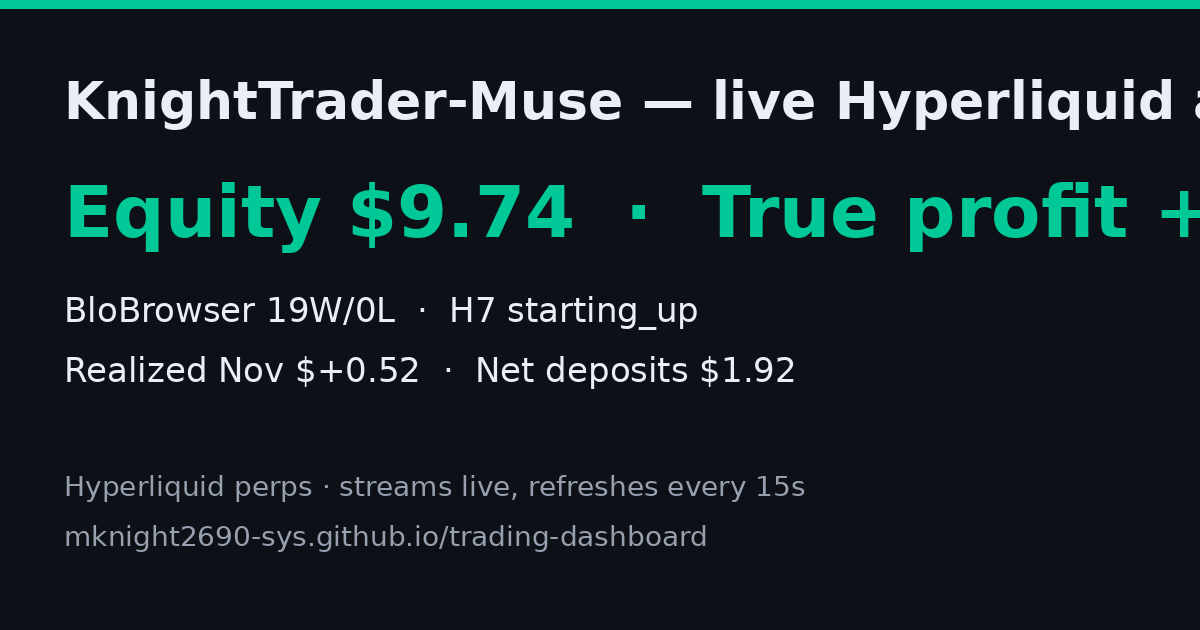 KnightTrader-Muse — live Hyperliquid
Equity $9.74 · True profit +
BloBrowser 19W/0L · H7 starting_up
Realized Nov $+0.52 · Net deposits $1.92
Hyperliquid perps · streams live, refreshes every 15s
mknight2690-sys.github.io/trading-dashboard